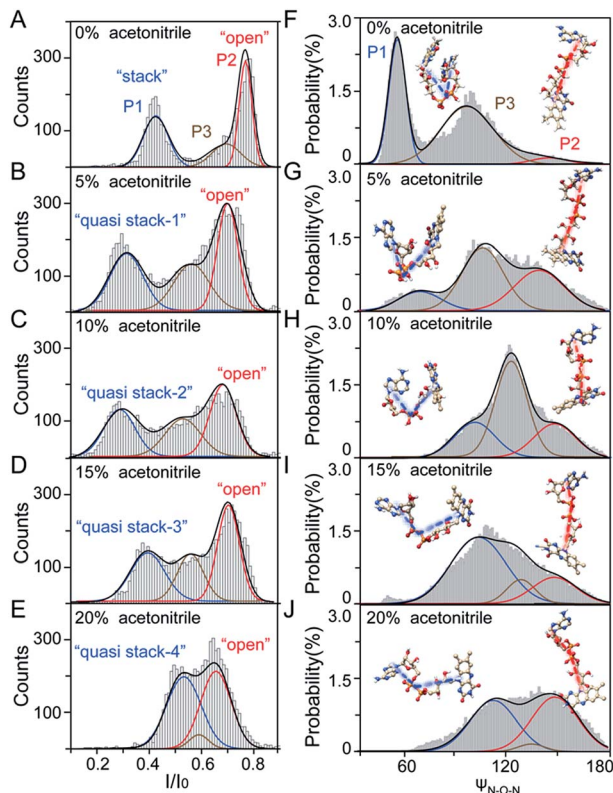 A
0% acetonitrile
"open"
P2
"stack"
P1
P3
Counts
300
100
B
5% acetonitrile
"open"
"quasi stack-1"
Counts
300
100
C
10% acetonitrile
"quasi stack-2"
"open"
Counts
300
100
D
15% acetonitrile
"open"
"quasi stack-3"
Counts
300
100
E
20% acetonitrile
"quasi stack-4"
"open"
Counts
300
100
0.2 0.4 0.6 0.8
I/I0
F
0% acetonitrile
P1
P3
P2
Probability(%)
3.0
1.5
0
G
5% acetonitrile
Probability(%)
3.0
1.5
0
H
10% acetonitrile
Probability(%)
3.0
1.5
0
I
15% acetonitrile
Probability(%)
3.0
1.5
0
J
20% acetonitrile
Probability(%)
3.0
1.5
0
60 120 180
ΨN-O-N